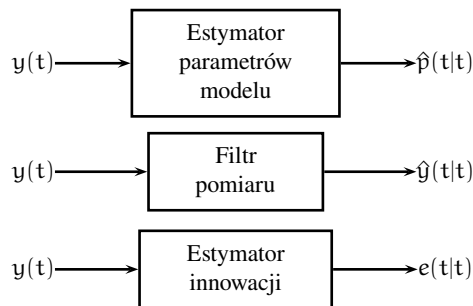 Estymator
y(t) parametrów p̂(t|t)
modelu
Filtr
y(t) ŷ(t|t)
pomiaru
Estymator
y(t) e(t|t)
innowacji